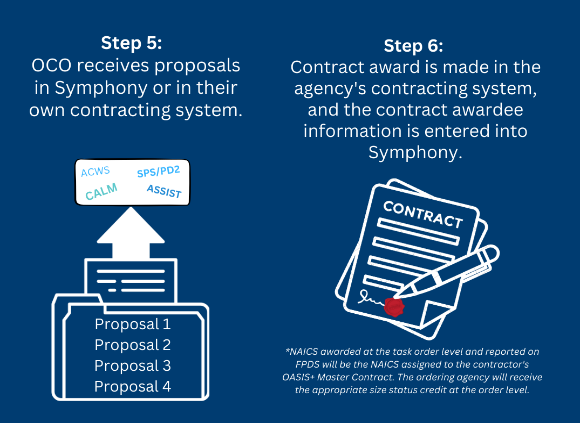 Step 5:
OCO receives proposals
in Symphony or in their
own contracting system.
ACWS
SPS/PD2
CALM
ASSIST
Proposal 1
Proposal 2
Proposal 3
Proposal 4
Step 6:
Contract award is made in the
agency's contracting system,
and the contract awardee
information is entered into
Symphony.
CONTRACT
*NAICS awarded at the task order level and reported on
FPDS will be the NAICS assigned to the contractor's
OASIS+ Master Contract. The ordering agency will receive
the appropriate size status credit at the order level.